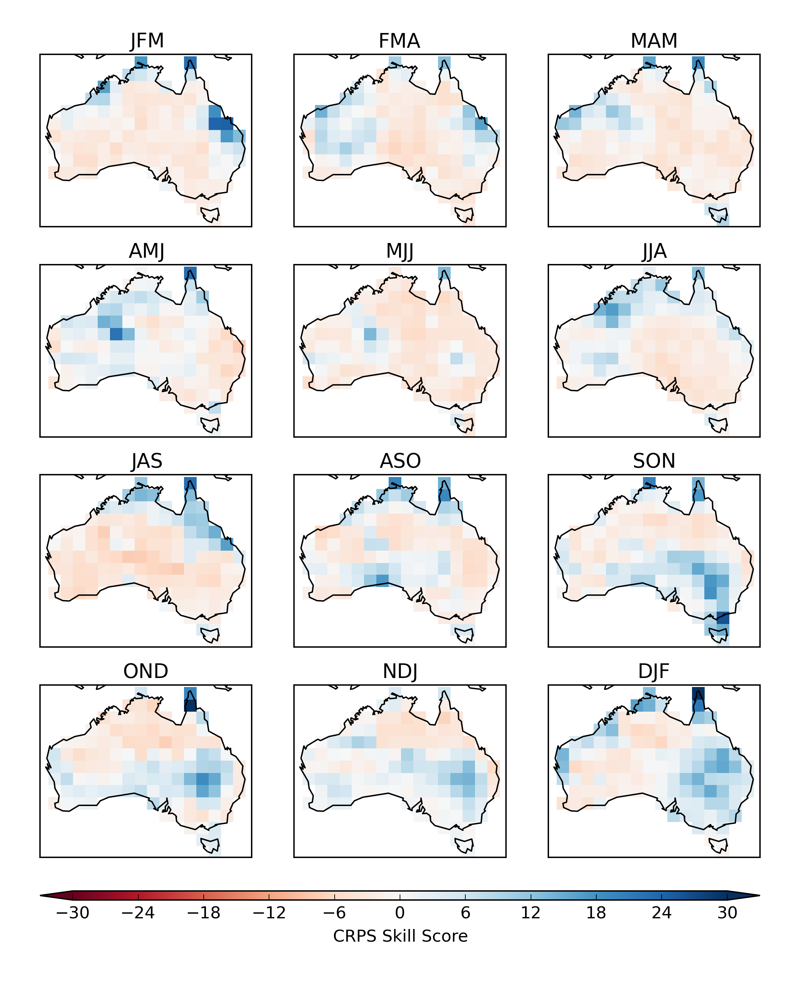 JFM FMA MAM
AMJ MJJ JJA
JAS ASO SON
OND NDJ DJF
−30 −24 −18 −12 −6 0 6 12 18 24 30
CRPS Skill Score